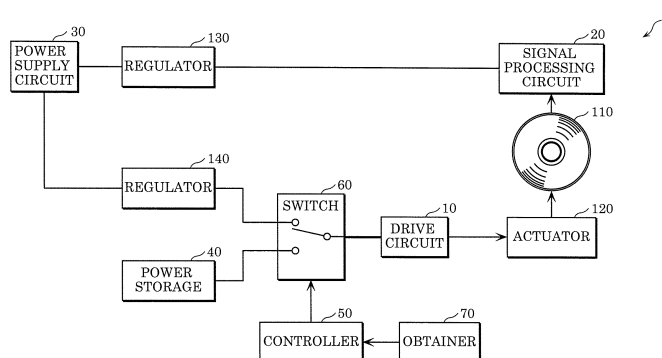 30
POWER
SUPPLY
CIRCUIT
130
REGULATOR
20
SIGNAL
PROCESSING
CIRCUIT
110
140
REGULATOR
60
SWITCH
10
DRIVE
CIRCUIT
120
ACTUATOR
40
POWER
STORAGE
50
CONTROLLER
70
OBTAINER